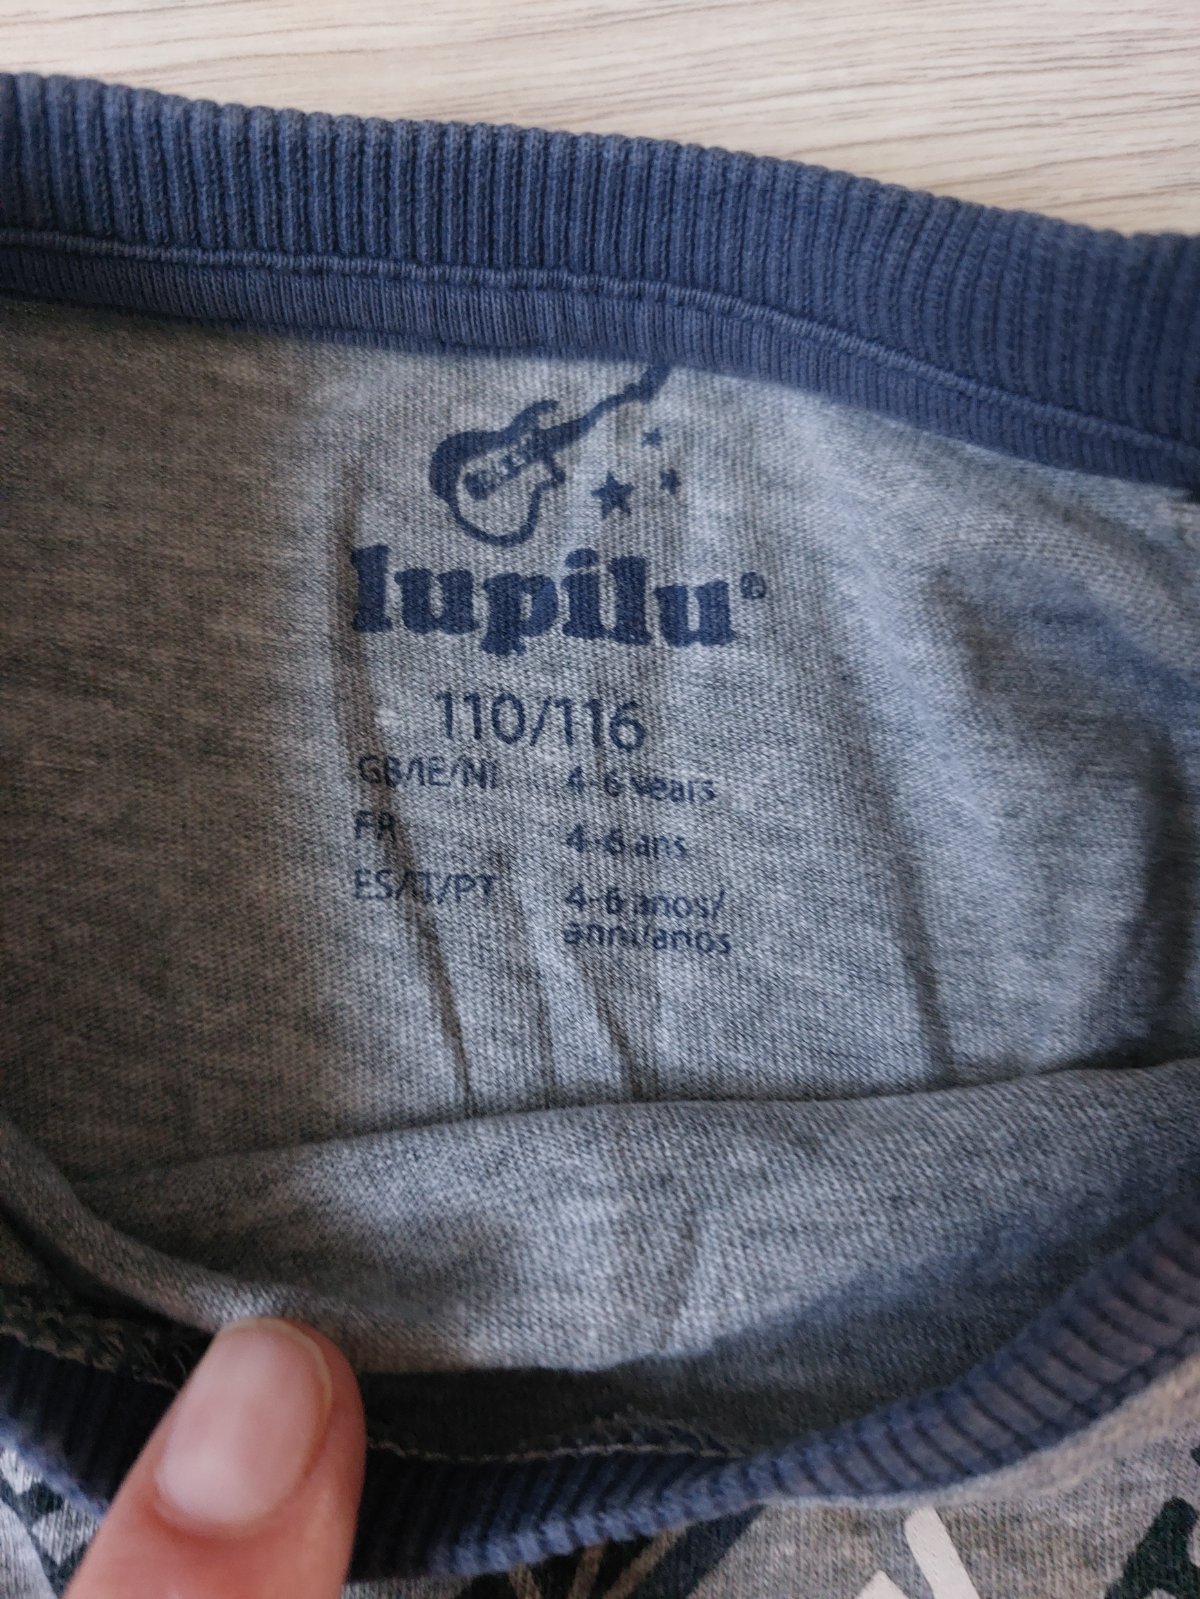 lupilu®
110/116
GB/IE/NI 4-6 years
FR 4-6 ans
ES/IT/PT 4-6 anos/
anni/anos